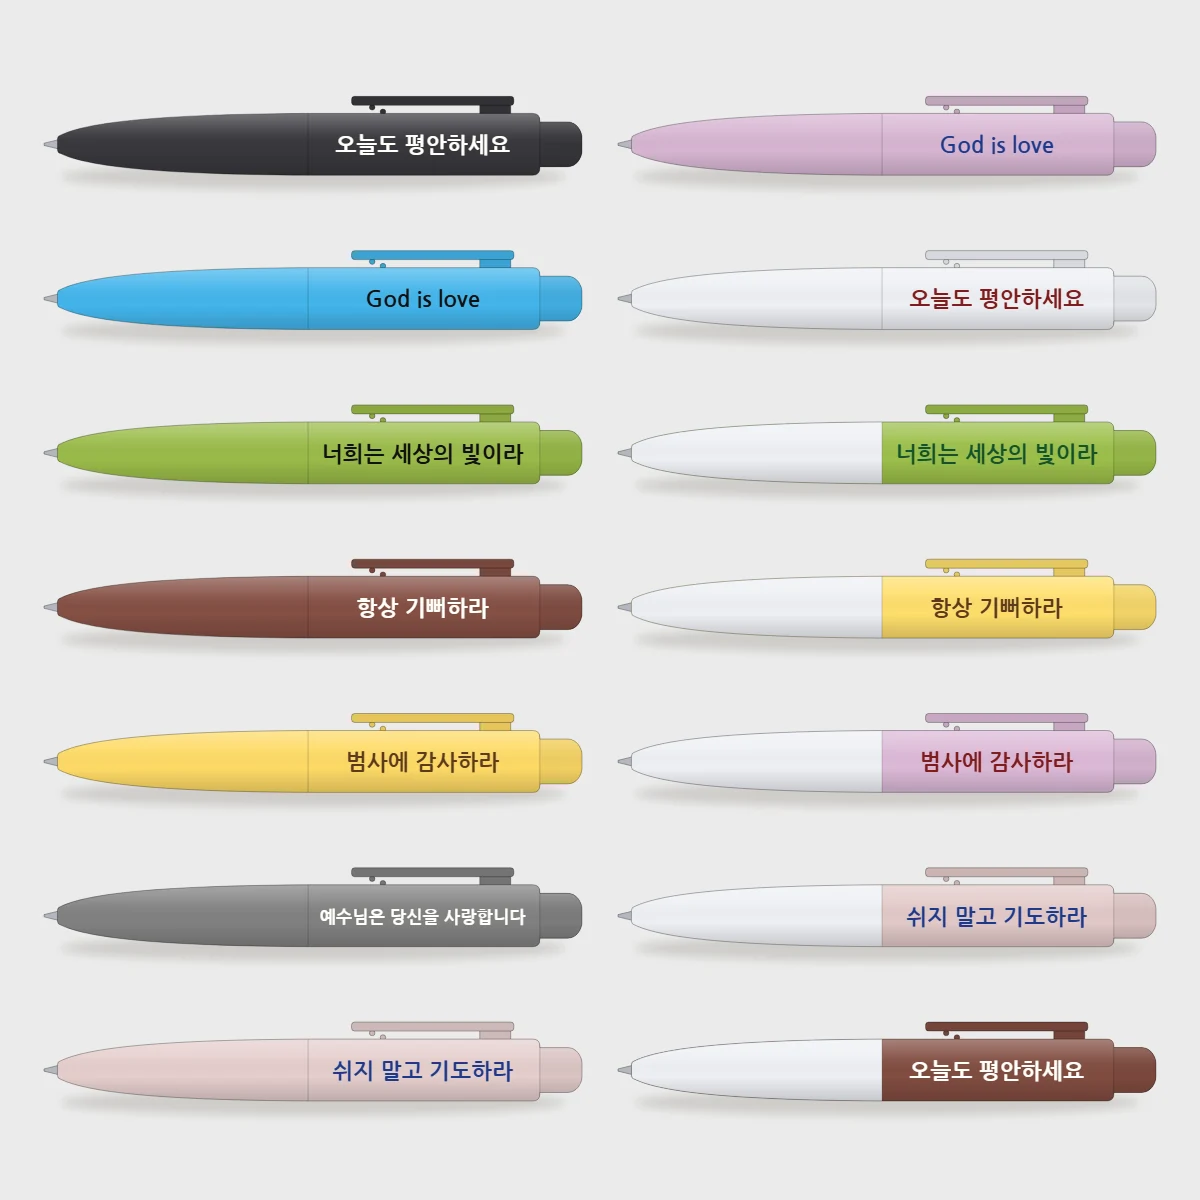 오늘도 평안하세요
God is love
God is love
오늘도 평안하세요
너희는 세상의 빛이라
너희는 세상의 빛이라
항상 기뻐하라
항상 기뻐하라
범사에 감사하라
범사에 감사하라
예수님은 당신을 사랑합니다
쉬지 말고 기도하라
쉬지 말고 기도하라
오늘도 평안하세요